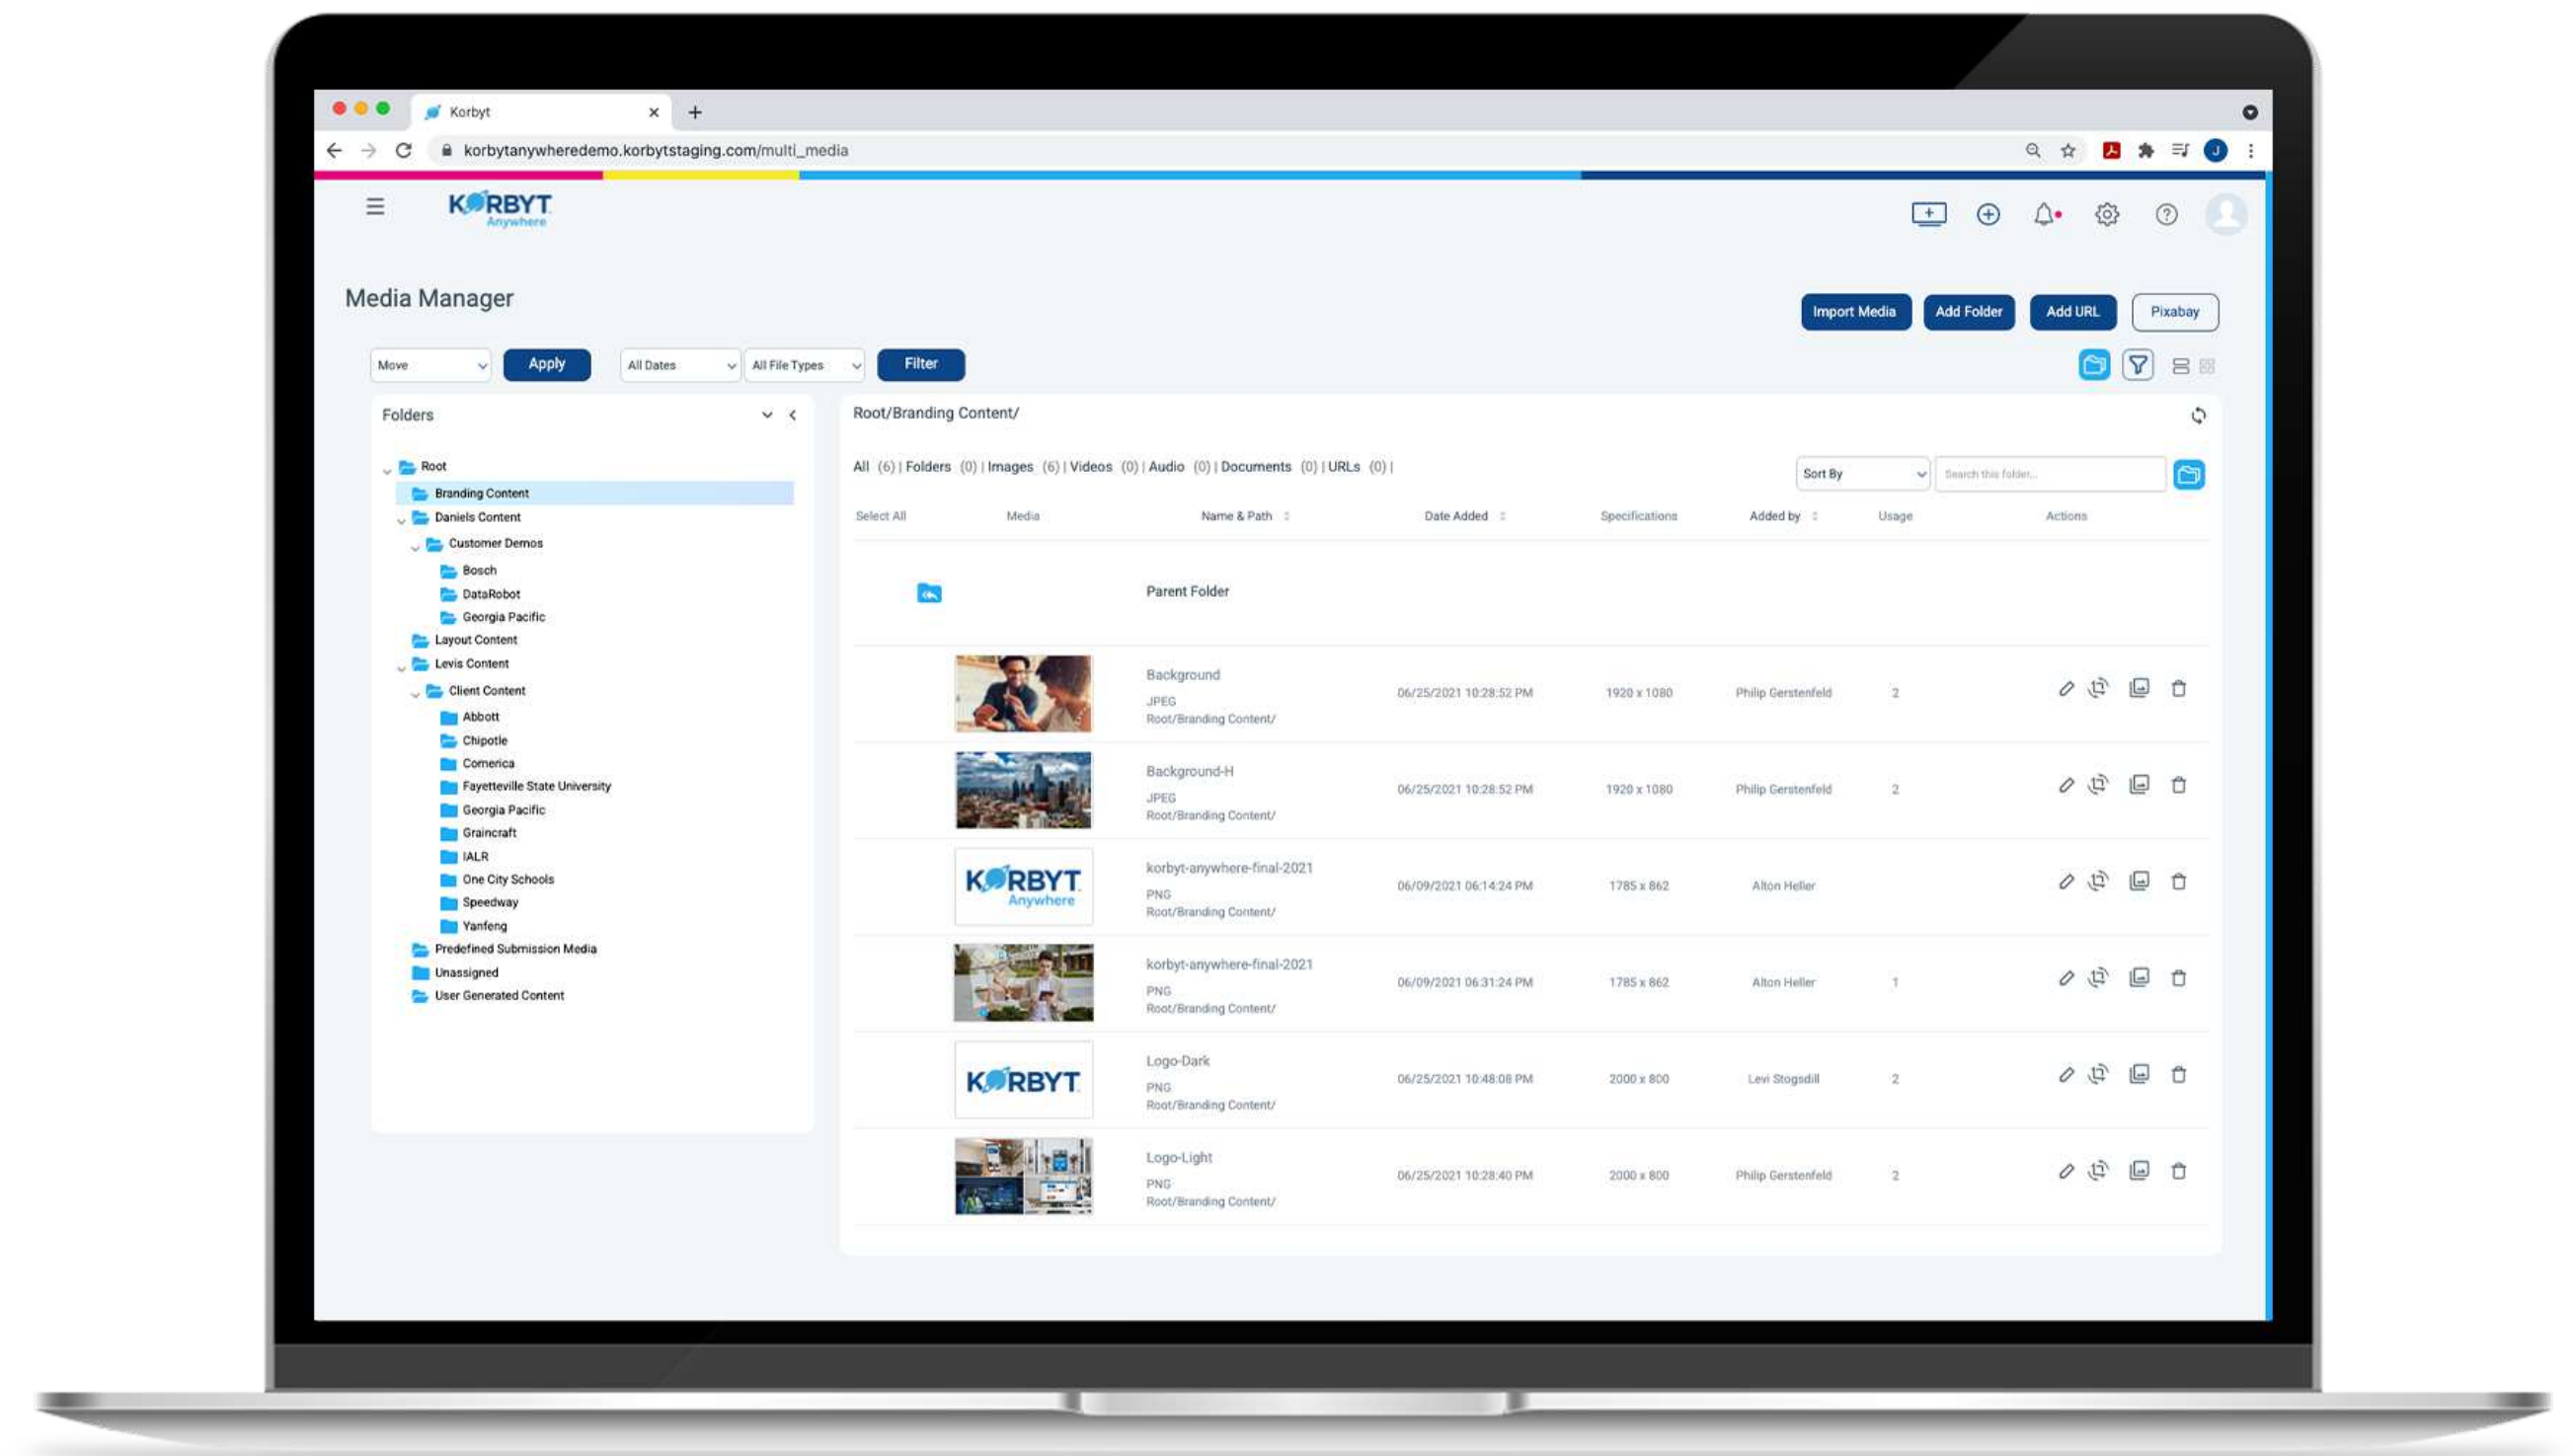 Korbyt
korbytanywheredemo.korbytstaging.com/multi_media
J
KORBYT
Anywhere
Media Manager
Import Media Add Folder Add URL Pixabay
Move Apply All Dates All File Types Filter
Folders
Root
Branding Content
Daniels Content
Customer Demos
Bosch
DataRobot
Georgia Pacific
Layout Content
Levis Content
Client Content
Abbott
Chipotle
Comerica
Fayetteville State University
Georgia Pacific
Graincraft
IALR
One City Schools
Speedway
Yanfeng
Predefined Submission Media
Unassigned
User Generated Content
Root/Branding Content/
All (6) | Folders (0) | Images (6) | Videos (0) | Audio (0) | Documents (0) | URLs (0) |
Sort By Search this folder...
Select All Media Name & Path Date Added Specifications Added by Usage Actions
Parent Folder
Background
JPEG
Root/Branding Content/
06/25/2021 10:28:52 PM 1920 x 1080 Philip Gerstenfeld 2
Background-H
JPEG
Root/Branding Content/
06/25/2021 10:28:52 PM 1920 x 1080 Philip Gerstenfeld 2
KORBYT
Anywhere
korbyt-anywhere-final-2021
PNG
Root/Branding Content/
06/09/2021 06:14:24 PM 1785 x 862 Alton Heller
korbyt-anywhere-final-2021
PNG
Root/Branding Content/
06/09/2021 06:31:24 PM 1785 x 862 Alton Heller 1
KORBYT
Logo-Dark
PNG
Root/Branding Content/
06/25/2021 10:48:08 PM 2000 x 800 Levi Stogsdill 2
Logo-Light
PNG
Root/Branding Content/
06/25/2021 10:28:40 PM 2000 x 800 Philip Gerstenfeld 2